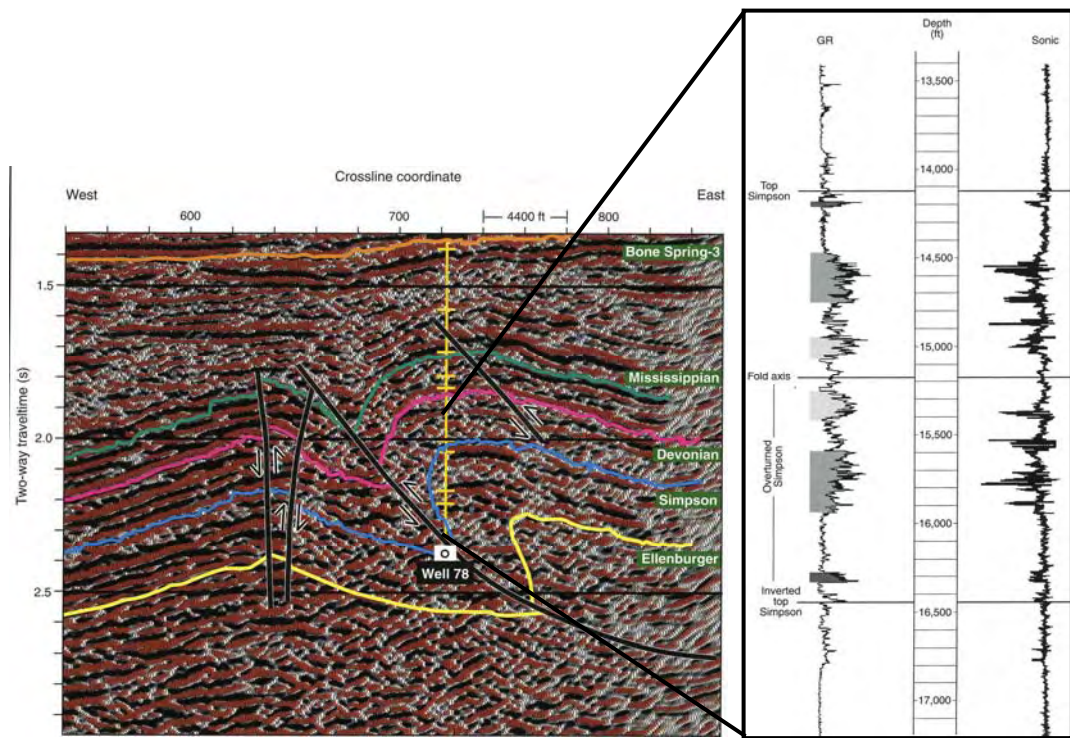 Crossline coordinate
West
East
600
700
4400 ft
800
Two-way traveltime (s)
1.5
2.0
2.5
Bone Spring-3
Mississippian
Devonian
Simpson
Ellenburger
Well 78
GR
Depth
(ft)
Sonic
13,500
14,000
Top
Simpson
14,500
15,000
Fold axis
15,500
Overturned
Simpson
16,000
Inverted
top
Simpson
16,500
17,000